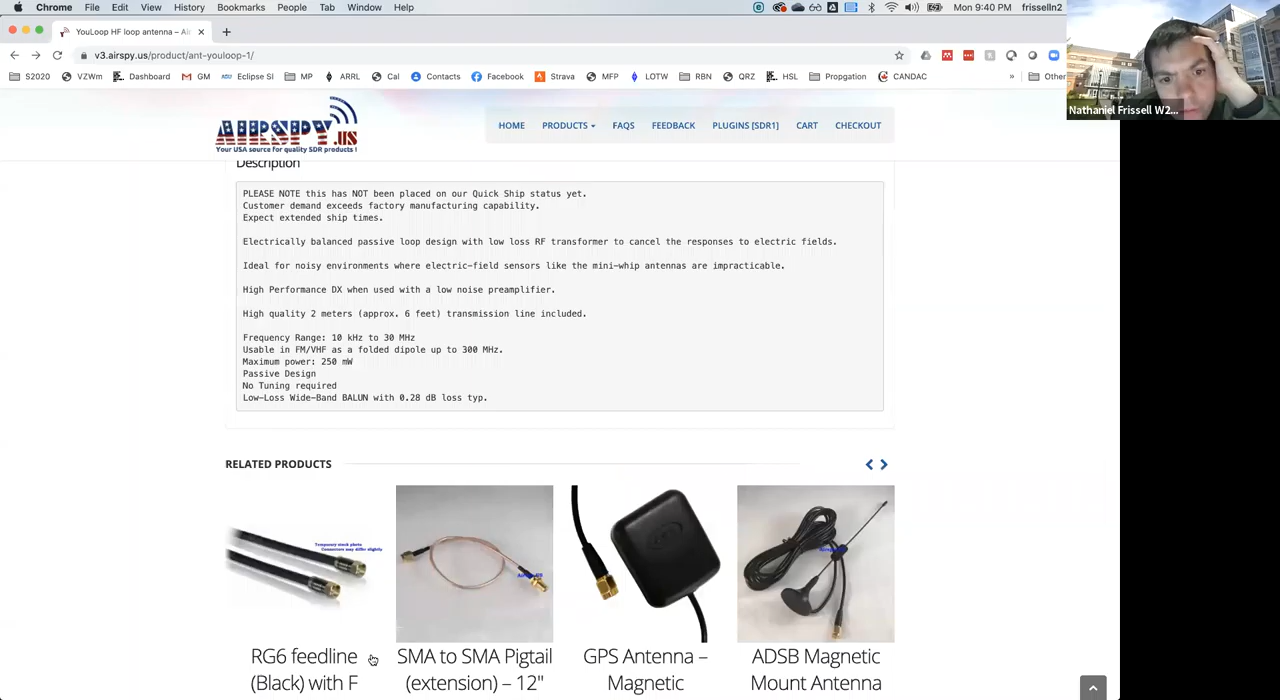 Chrome File Edit View History Bookmarks People Tab Window Help
Mon 9:40 PM frisselln2
YouLoop HF loop antenna – Ai
v3.airspy.us/product/ant-youloop-1/
S2020 VZWm Dashboard GM Eclipse SI MP ARRL Cal Contacts Facebook Strava MFP LOTW RBN QRZ HSL Propgation CANDAC » Other
Nathaniel Frissell W2...
AIRSPY.US
Your USA source for quality SDR products !
HOME PRODUCTS FAQS FEEDBACK PLUGINS [SDR1] CART CHECKOUT
Description
PLEASE NOTE this has NOT been placed on our Quick Ship status yet.
Customer demand exceeds factory manufacturing capability.
Expect extended ship times.
Electrically balanced passive loop design with low loss RF transformer to cancel the responses to electric fields.
Ideal for noisy environments where electric-field sensors like the mini-whip antennas are impracticable.
High Performance DX when used with a low noise preamplifier.
High quality 2 meters (approx. 6 feet) transmission line included.
Frequency Range: 10 kHz to 30 MHz
Usable in FM/VHF as a folded dipole up to 300 MHz.
Maximum power: 250 mW
Passive Design
No Tuning required
Low-Loss Wide-Band BALUN with 0.28 dB loss typ.
RELATED PRODUCTS
Temporary stock photo
Connectors may differ slightly
RG6 feedline
(Black) with F
SMA to SMA Pigtail
(extension) – 12"
GPS Antenna –
Magnetic
ADSB Magnetic
Mount Antenna